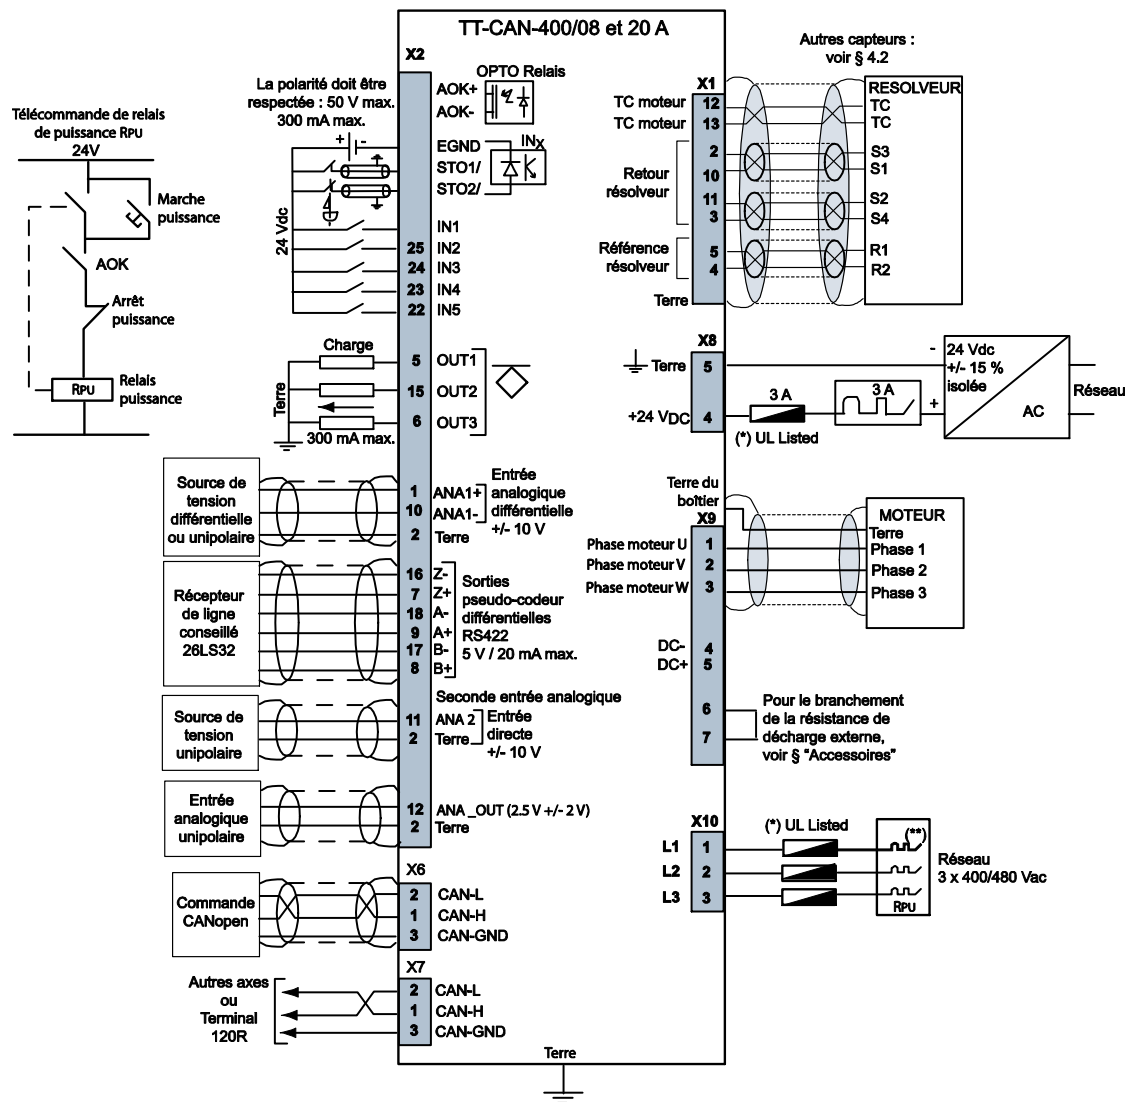 TT-CAN-400/08 et 20 A
Télécommande de relais
de puissance RPU
24V
Marche
puissance
AOK
Arrêt
puissance
RPU
Relais
puissance
La polarité doit être
respectée : 50 V max.
300 mA max.
+ -
24 Vdc
X2
AOK+
AOK-
OPTO Relais
EGND
STO1/
STO2/
INX
IN1
25 IN2
24 IN3
23 IN4
22 IN5
Charge
Terre
300 mA max.
5 OUT1
15 OUT2
6 OUT3
Source de
tension
différentielle
ou unipolaire
1 ANA1+
10 ANA1-
2 Terre
Entrée
analogique
différentielle
+/- 10 V
Récepteur
de ligne
conseillé
26LS32
16 Z-
7 Z+
18 A-
9 A+
17 B-
8 B+
Sorties
pseudo-codeur
différentielles
RS422
5 V / 20 mA max.
Source de
tension
unipolaire
Seconde entrée analogique
11 ANA 2
2 Terre
Entrée
directe
+/- 10 V
Entrée
analogique
unipolaire
12 ANA _OUT (2.5 V +/- 2 V)
2 Terre
Commande
CANopen
X6
2 CAN-L
1 CAN-H
3 CAN-GND
Autres axes
ou
Terminal
120R
X7
2 CAN-L
1 CAN-H
3 CAN-GND
Terre
Autres capteurs :
voir § 4.2
X1
TC moteur 12
TC moteur 13
Retour
résolveur
2
10
11
3
Référence
résolveur
5
4
Terre
RESOLVEUR
TC
TC
S3
S1
S2
S4
R1
R2
X8
Terre 5
+24 VDC 4
3 A
(*) UL Listed
3 A
-
+
24 Vdc
+/- 15 %
isolée
AC
Réseau
Terre du
boîtier
X9
Phase moteur U 1
Phase moteur V 2
Phase moteur W 3
MOTEUR
Terre
Phase 1
Phase 2
Phase 3
DC- 4
DC+ 5
6
7
Pour le branchement
de la résistance de
décharge externe,
voir § “Accessoires”
X10
L1 1
L2 2
L3 3
(*) UL Listed
(**)
RPU
Réseau
3 x 400/480 Vac